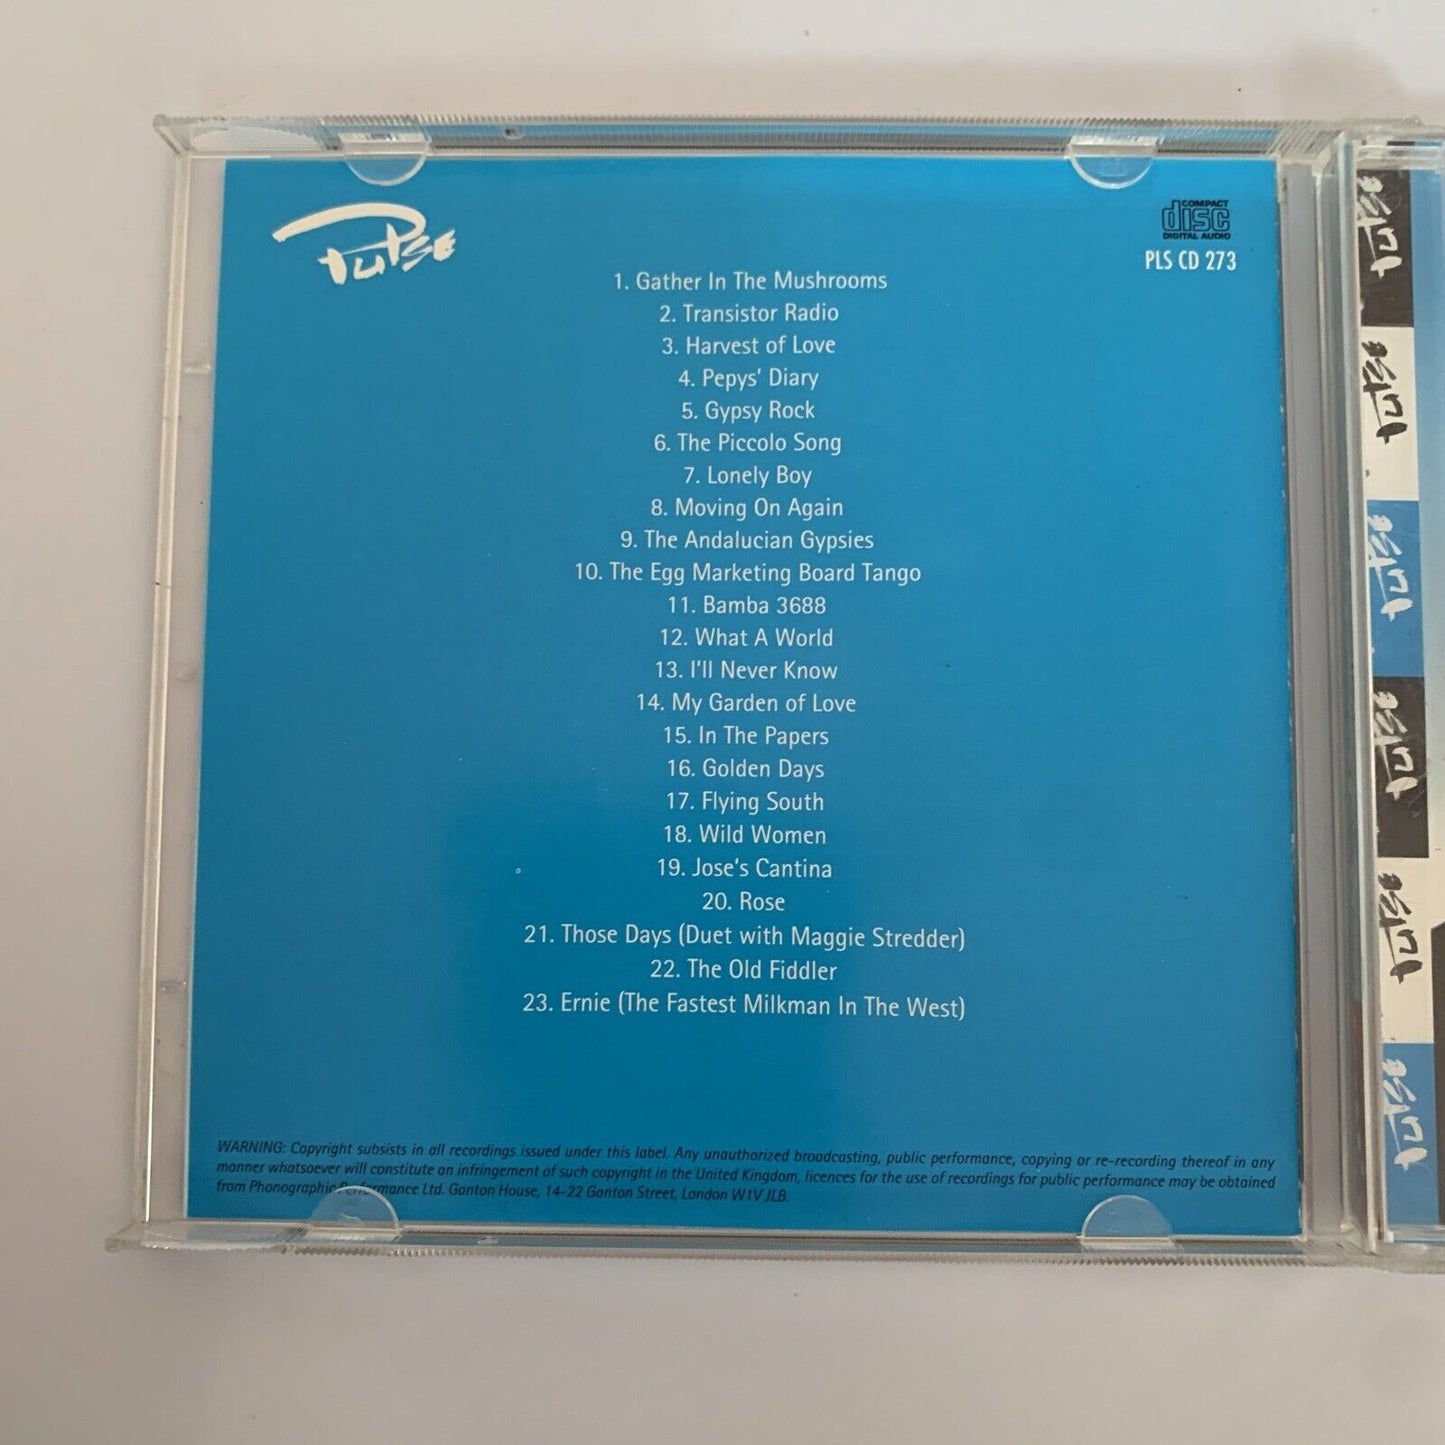 Pulse
COMPACT
disc
DIGITAL AUDIO
PLS CD 273
1. Gather In The Mushrooms
2. Transistor Radio
3. Harvest of Love
4. Pepys' Diary
5. Gypsy Rock
6. The Piccolo Song
7. Lonely Boy
8. Moving On Again
9. The Andalucian Gypsies
10. The Egg Marketing Board Tango
11. Bamba 3688
12. What A World
13. I'll Never Know
14. My Garden of Love
15. In The Papers
16. Golden Days
17. Flying South
18. Wild Women
19. Jose's Cantina
20. Rose
21. Those Days (Duet with Maggie Stredder)
22. The Old Fiddler
23. Ernie (The Fastest Milkman In The West)
WARNING: Copyright subsists in all recordings issued under this label. Any unauthorized broadcasting, public performance, copying or re-recording thereof in any
manner whatsoever will constitute an infringement of such copyright in the United Kingdom, licences for the use of recordings for public performance may be obtained
from Phonographic Performance Ltd. Ganton House, 14-22 Ganton Street, London W1V JLB.
Pulse
Pulse
Pulse
Pulse
Pulse
Pulse